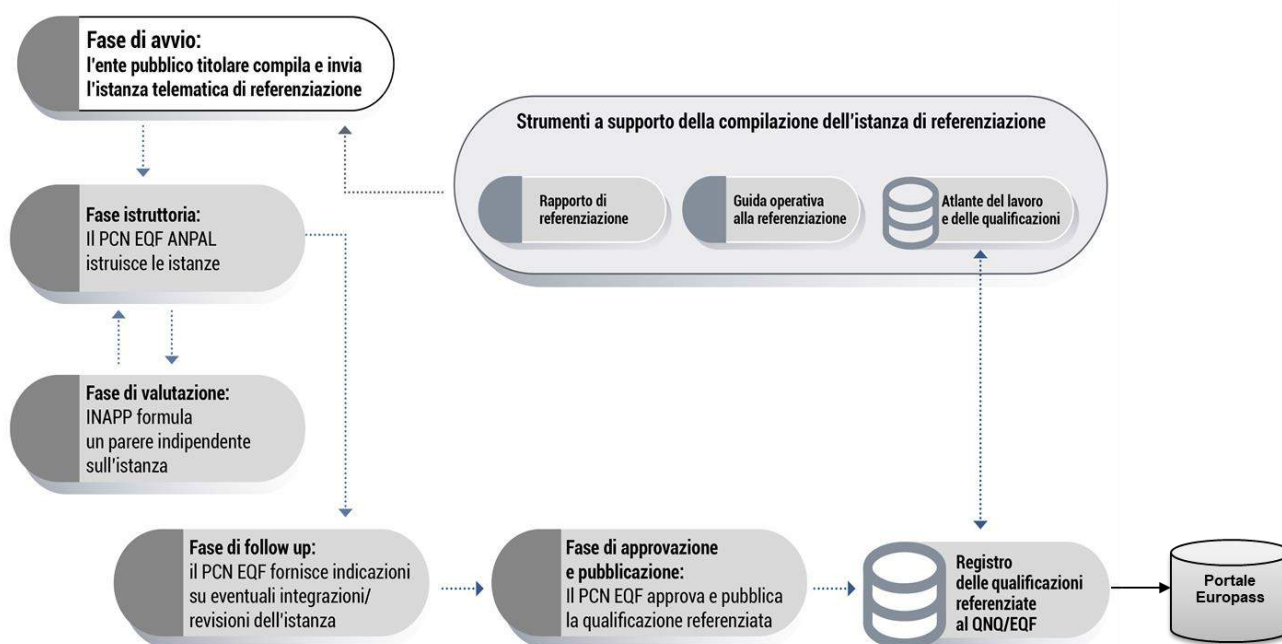 Fase di avvio:
l'ente pubblico titolare compila e invia
l'istanza telematica di referenziazione
Strumenti a supporto della compilazione dell'istanza di referenziazione
Rapporto di
referenziazione
Guida operativa
alla referenziazione
Atlante del lavoro
e delle qualificazioni
Fase istruttoria:
Il PCN EQF ANPAL
istruisce le istanze
Fase di valutazione:
INAPP formula
un parere indipendente
sull'istanza
Fase di follow up:
il PCN EQF fornisce indicazioni
su eventuali integrazioni/
revisioni dell'istanza
Fase di approvazione
e pubblicazione:
Il PCN EQF approva e pubblica
la qualificazione referenziata
Registro
delle qualificazioni
referenziate
al QNQ/EQF
Portale
Europass